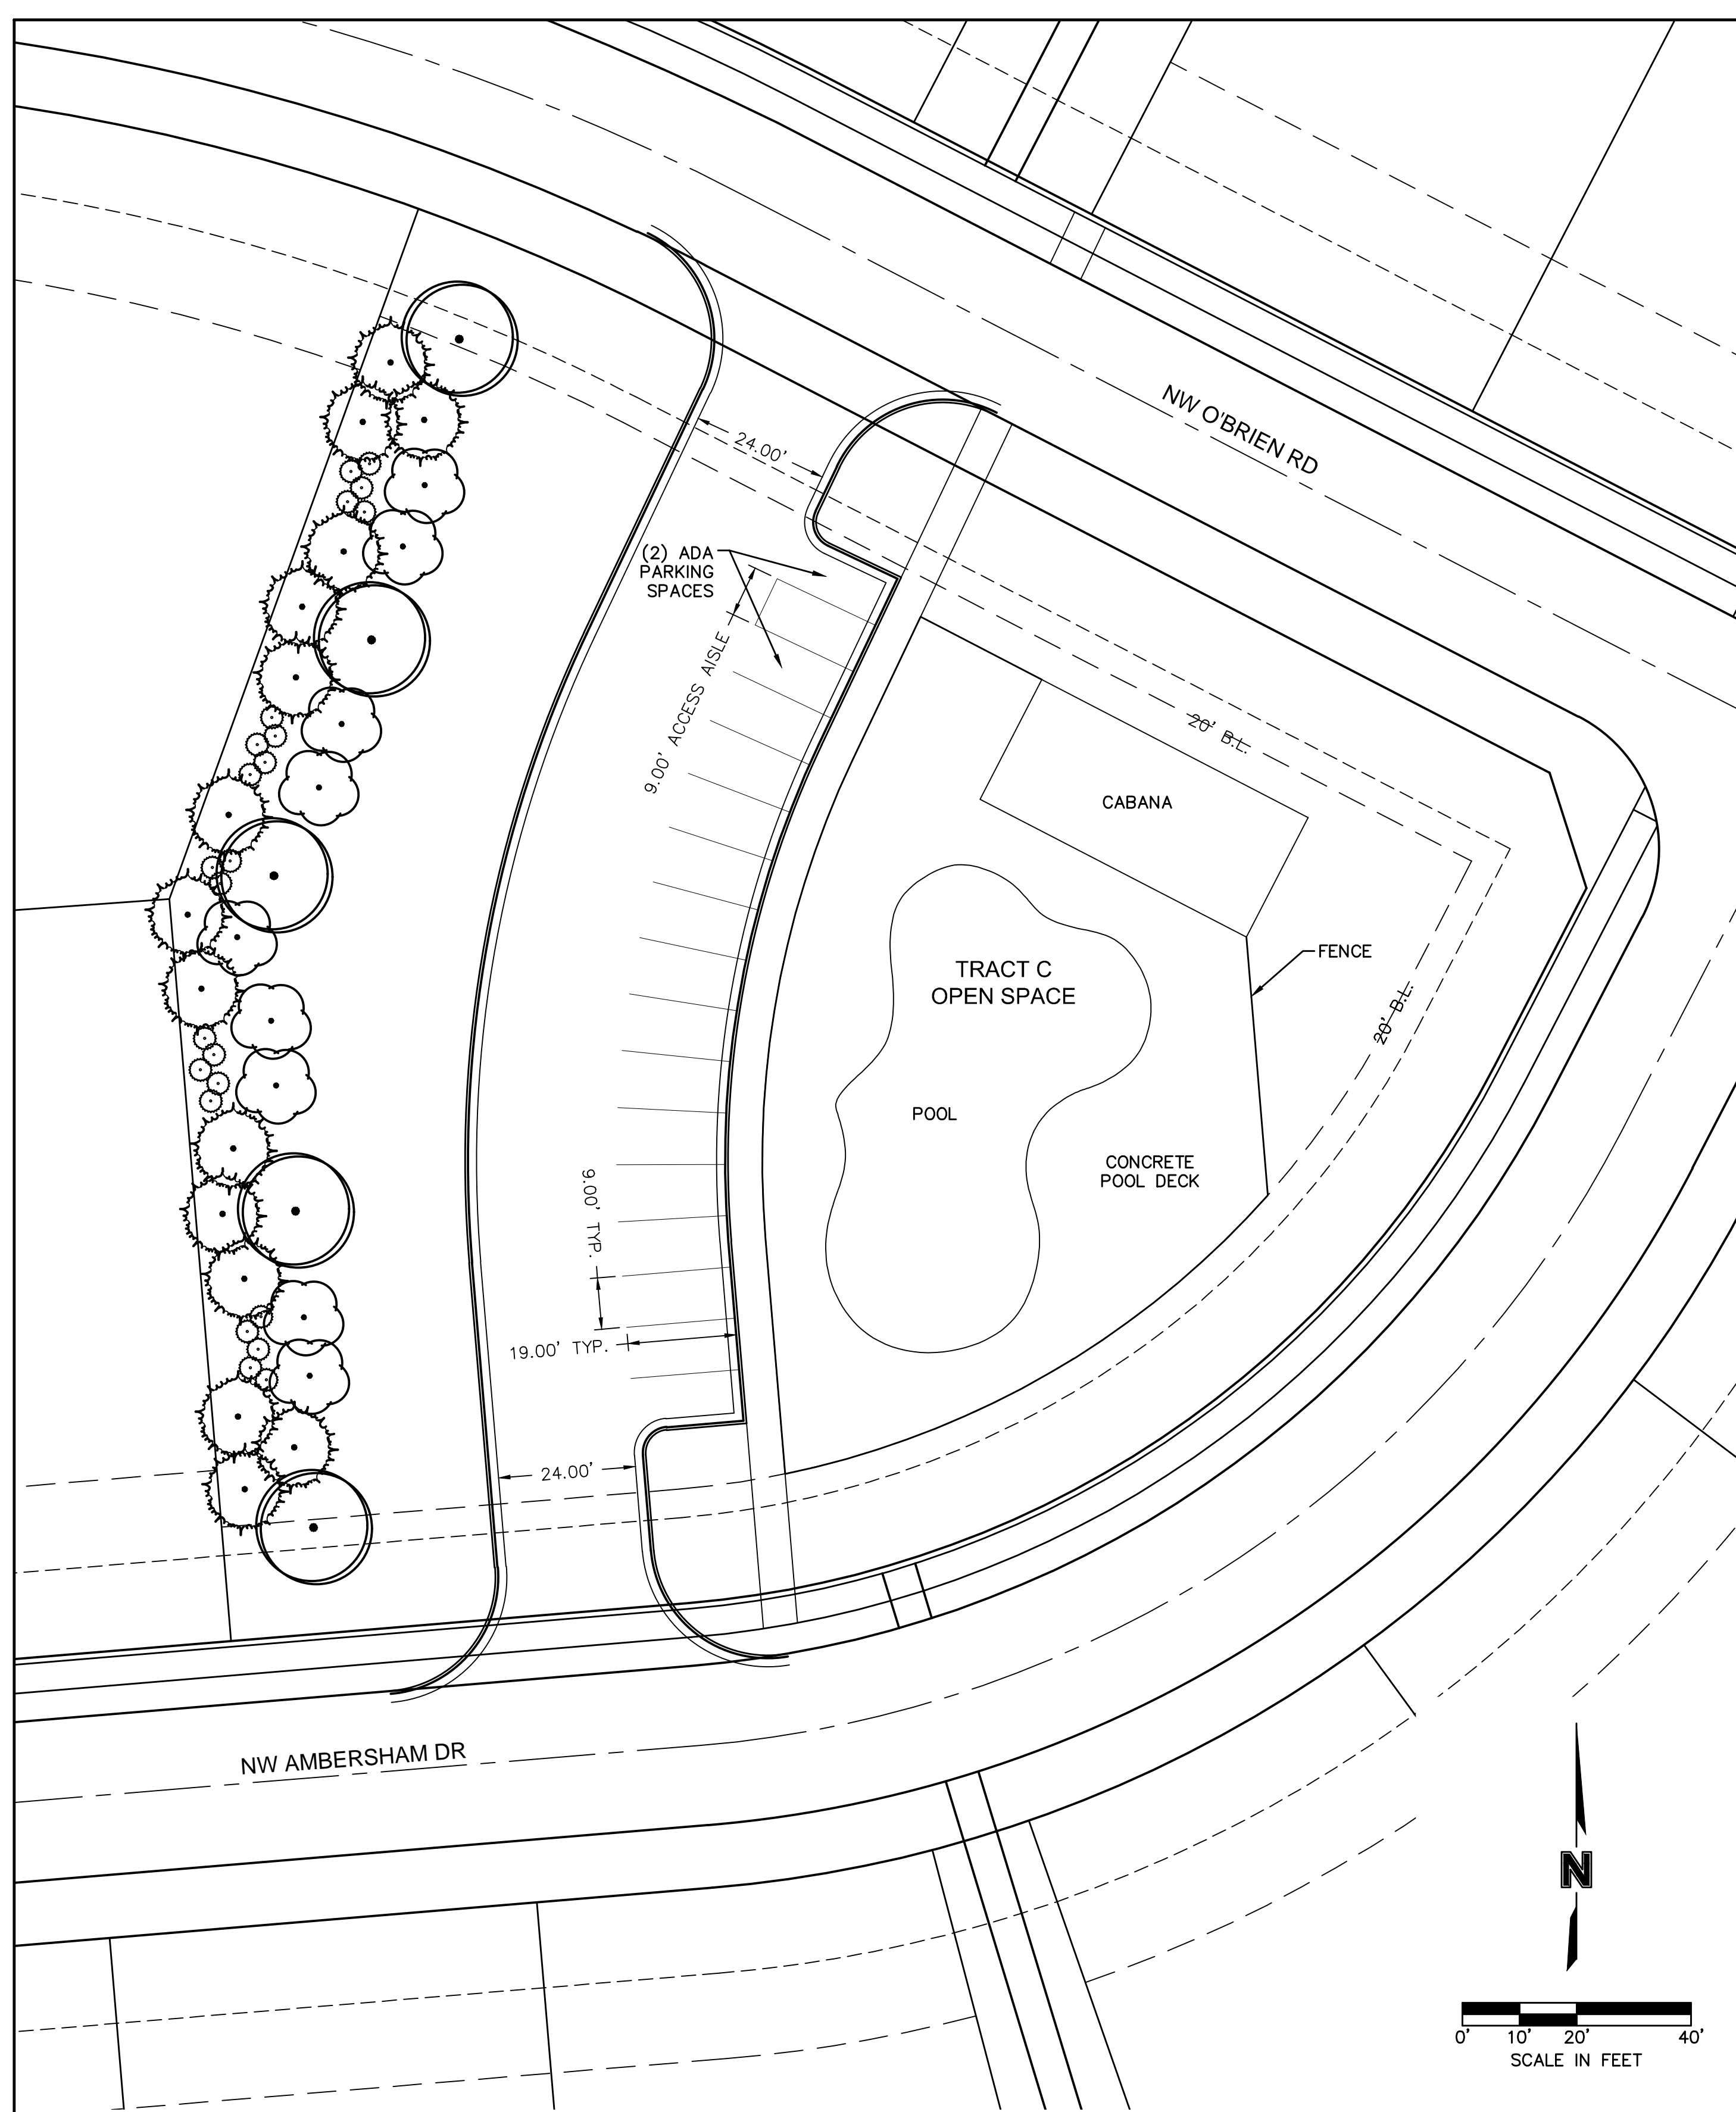 NW O'BRIEN RD
24.00'
(2) ADA
PARKING
SPACES
9.00' ACCESS AISLE
20' B.L.
CABANA
FENCE
TRACT C
OPEN SPACE
20' B.L.
POOL
CONCRETE
POOL DECK
9.00' TYP.
19.00' TYP.
24.00'
NW AMBERSHAM DR
N
0' 10' 20' 40'
SCALE IN FEET